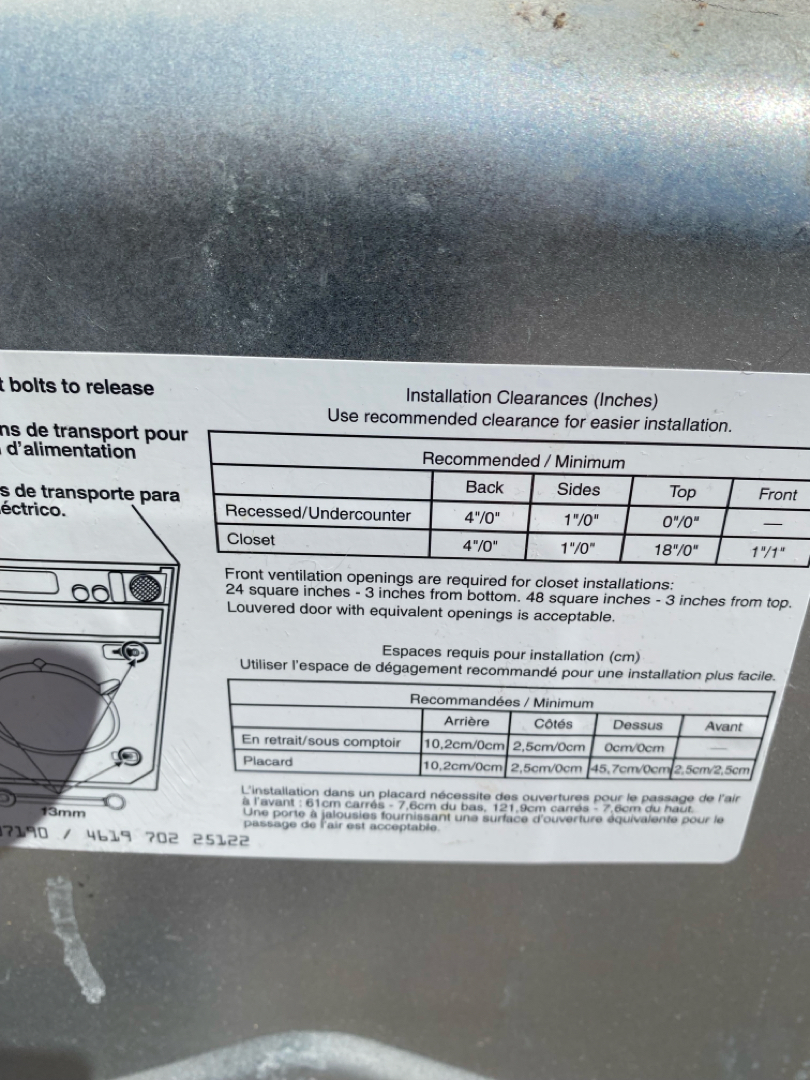 t bolts to release
ns de transport pour
d'alimentation
s de transporte para
éctrico.
13mm
7190 / 4619 702 25122
Installation Clearances (Inches)
Use recommended clearance for easier installation.
Recommended / Minimum
Back Sides Top Front
Recessed/Undercounter 4"/0" 1"/0" 0"/0" —
Closet 4"/0" 1"/0" 18"/0" 1"/1"
Front ventilation openings are required for closet installations:
24 square inches - 3 inches from bottom. 48 square inches - 3 inches from top.
Louvered door with equivalent openings is acceptable.
Espaces requis pour installation (cm)
Utiliser l'espace de dégagement recommandé pour une installation plus facile.
Recommandées / Minimum
Arrière Côtés Dessus Avant
En retrait/sous comptoir 10,2cm/0cm 2,5cm/0cm 0cm/0cm —
Placard 10,2cm/0cm 2,5cm/0cm 45,7cm/0cm 2,5cm/2,5cm
L'installation dans un placard nécessite des ouvertures pour le passage de l'air
à l'avant : 61cm carrés - 7,6cm du bas, 121,9cm carrés - 7,6cm du haut.
Une porte à jalousies fournissant une surface d'ouverture équivalente pour le
passage de l'air est acceptable.